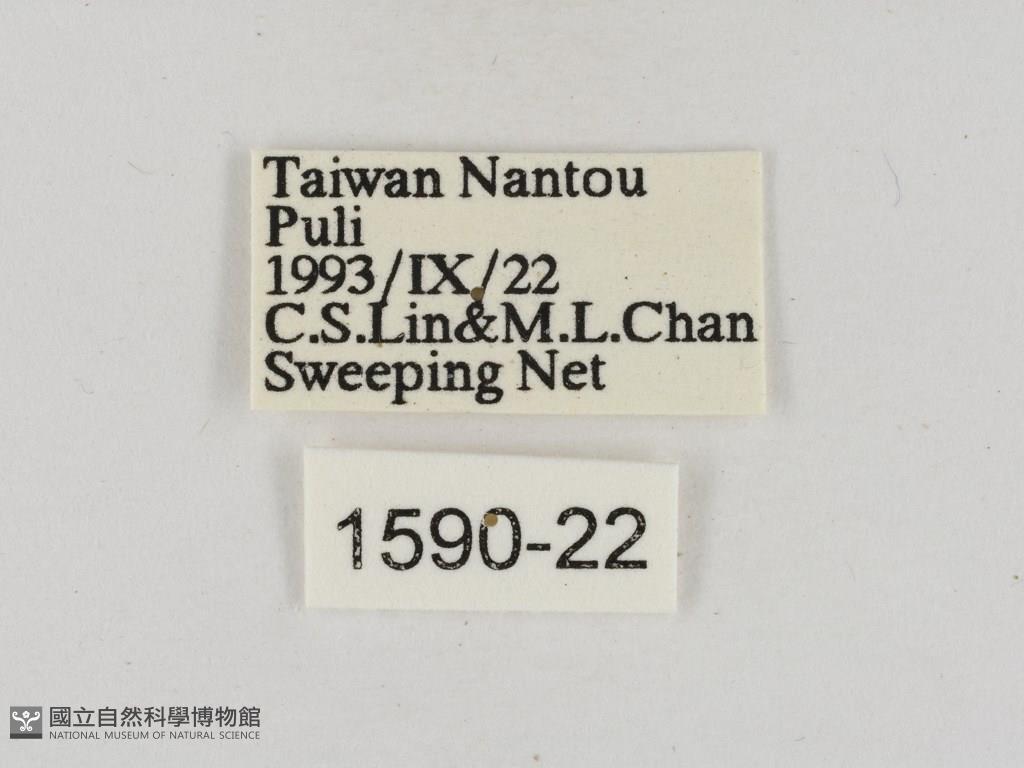 Taiwan Nantou
Puli
1993/IX/22
C.S.Lin&M.L.Chan
Sweeping Net
1590-22
國立自然科學博物館
NATIONAL MUSEUM OF NATURAL SCIENCE